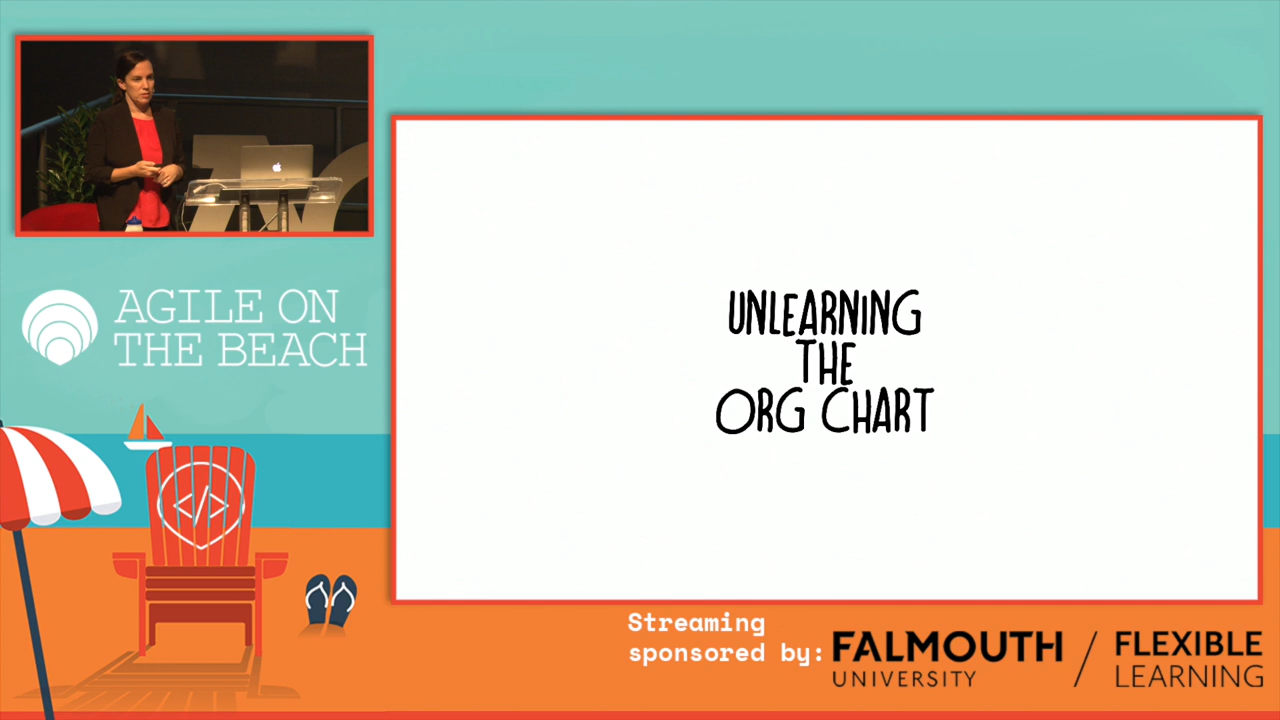 AGILE ON
THE BEACH
</>
UNLEARNING
THE
ORG CHART
Streaming
sponsored by:
FALMOUTH
UNIVERSITY
/
FLEXIBLE
LEARNING